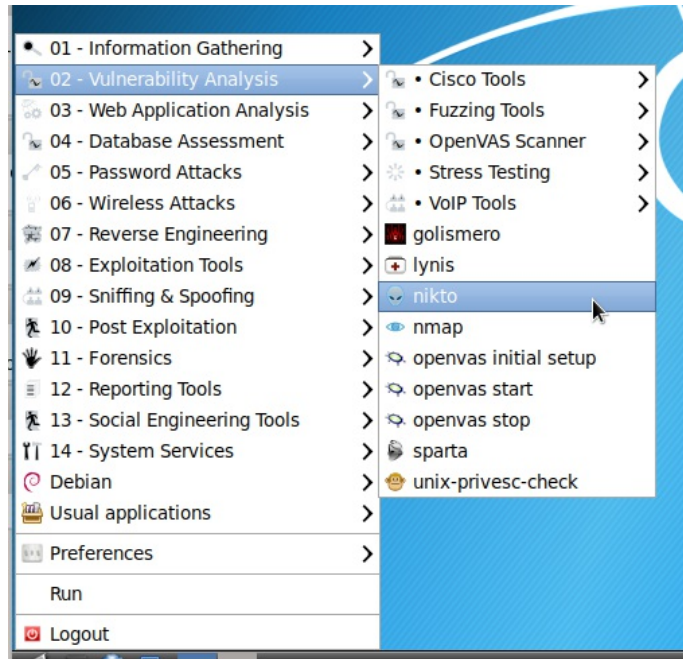 01 - Information Gathering
02 - Vulnerability Analysis
03 - Web Application Analysis
04 - Database Assessment
05 - Password Attacks
06 - Wireless Attacks
07 - Reverse Engineering
08 - Exploitation Tools
09 - Sniffing & Spoofing
10 - Post Exploitation
11 - Forensics
12 - Reporting Tools
13 - Social Engineering Tools
14 - System Services
Debian
Usual applications
Preferences
Run
Logout
• Cisco Tools
• Fuzzing Tools
• OpenVAS Scanner
• Stress Testing
• VoIP Tools
golismero
lynis
nikto
nmap
openvas initial setup
openvas start
openvas stop
sparta
unix-privesc-check